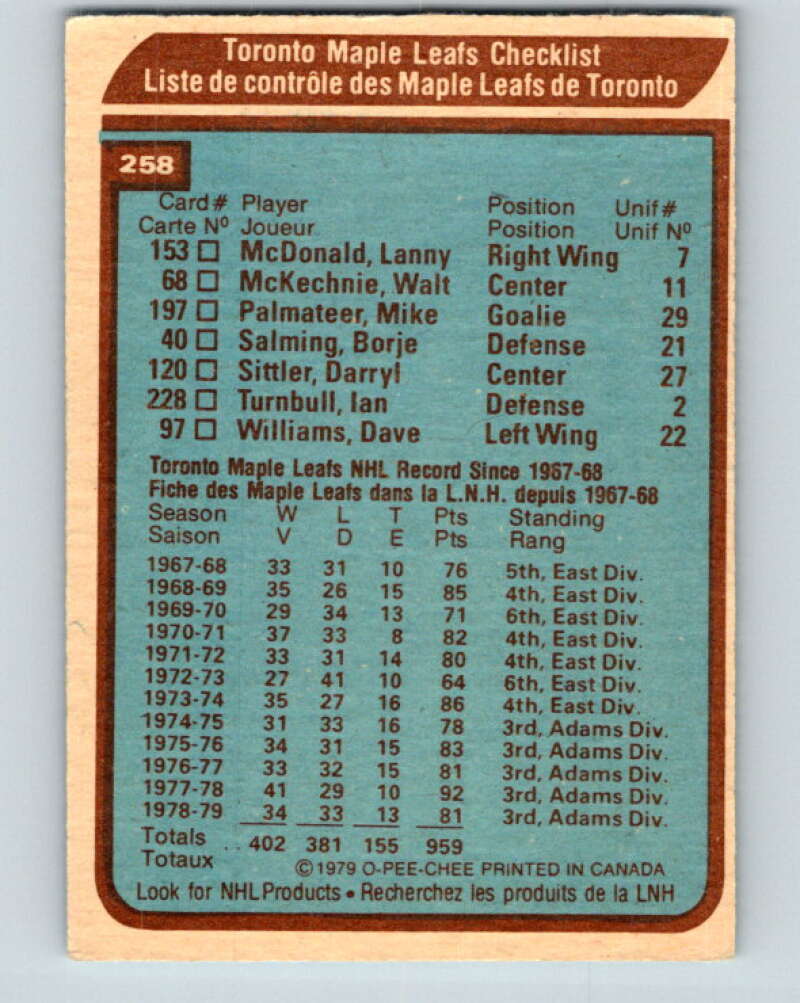 Toronto Maple Leafs Checklist
Liste de contrôle des Maple Leafs de Toronto
258
Card # Player Position Unif #
Carte Nº Joueur Position Unif Nº
153 □ McDonald, Lanny Right Wing 7
68 □ McKechnie, Walt Center 11
197 □ Palmateer, Mike Goalie 29
40 □ Salming, Borje Defense 21
120 □ Sittler, Darryl Center 27
228 □ Turnbull, Ian Defense 2
97 □ Williams, Dave Left Wing 22
Toronto Maple Leafs NHL Record Since 1967-68
Fiche des Maple Leafs dans la L.N.H. depuis 1967-68
Season W L T Pts Standing
Saison V D E Pts Rang
1967-68 33 31 10 76 5th, East Div.
1968-69 35 26 15 85 4th, East Div.
1969-70 29 34 13 71 6th, East Div.
1970-71 37 33 8 82 4th, East Div.
1971-72 33 31 14 80 4th, East Div.
1972-73 27 41 10 64 6th, East Div.
1973-74 35 27 16 86 4th, East Div.
1974-75 31 33 16 78 3rd, Adams Div.
1975-76 34 31 15 83 3rd, Adams Div.
1976-77 33 32 15 81 3rd, Adams Div.
1977-78 41 29 10 92 3rd, Adams Div.
1978-79 34 33 13 81 3rd, Adams Div.
Totals .. 402 381 155 959
Totaux
© 1979 O-PEE-CHEE PRINTED IN CANADA
Look for NHL Products • Recherchez les produits de la LNH